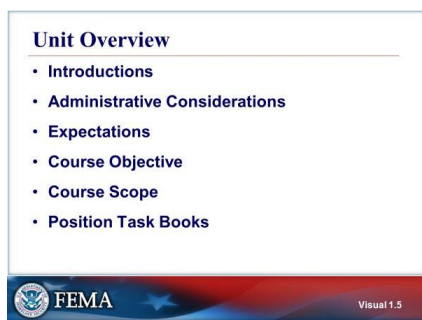 Unit Overview
• Introductions
• Administrative Considerations
• Expectations
• Course Objective
• Course Scope
• Position Task Books
FEMA
Visual 1.5